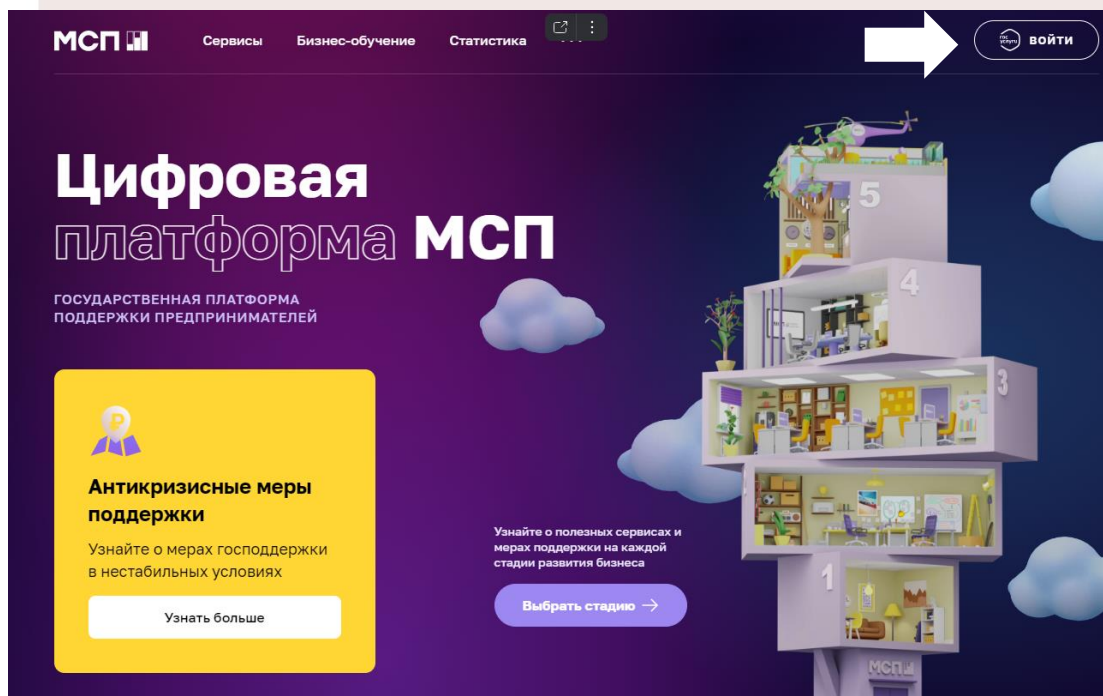 МСП
Сервисы
Бизнес-обучение
Статистика
госуслуги
ВОЙТИ
Цифровая
платформа МСП
ГОСУДАРСТВЕННАЯ ПЛАТФОРМА
ПОДДЕРЖКИ ПРЕДПРИНИМАТЕЛЕЙ
Антикризисные меры
поддержки
Узнайте о мерах господдержки
в нестабильных условиях
Узнать больше
Узнайте о полезных сервисах и
мерах поддержки на каждой
стадии развития бизнеса
Выбрать стадию →
5
4
3
1
МСП